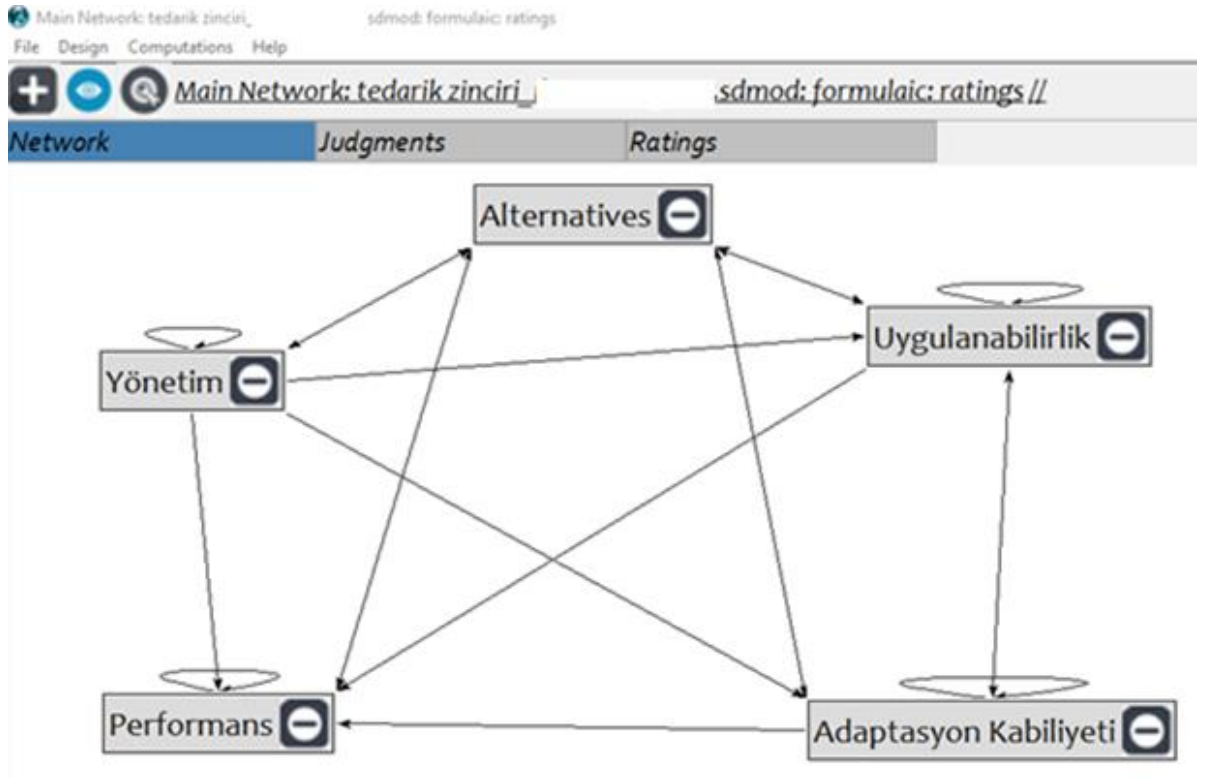 Main Network: tedarik zinciri_ sdmod: formulaic: ratings
File Design Computations Help
Main Network: tedarik zinciri_ .sdmod: formulaic: ratings //
Network Judgments Ratings
Alternatives
Uygulanabilirlik
Yönetim
Performans
Adaptasyon Kabiliyeti